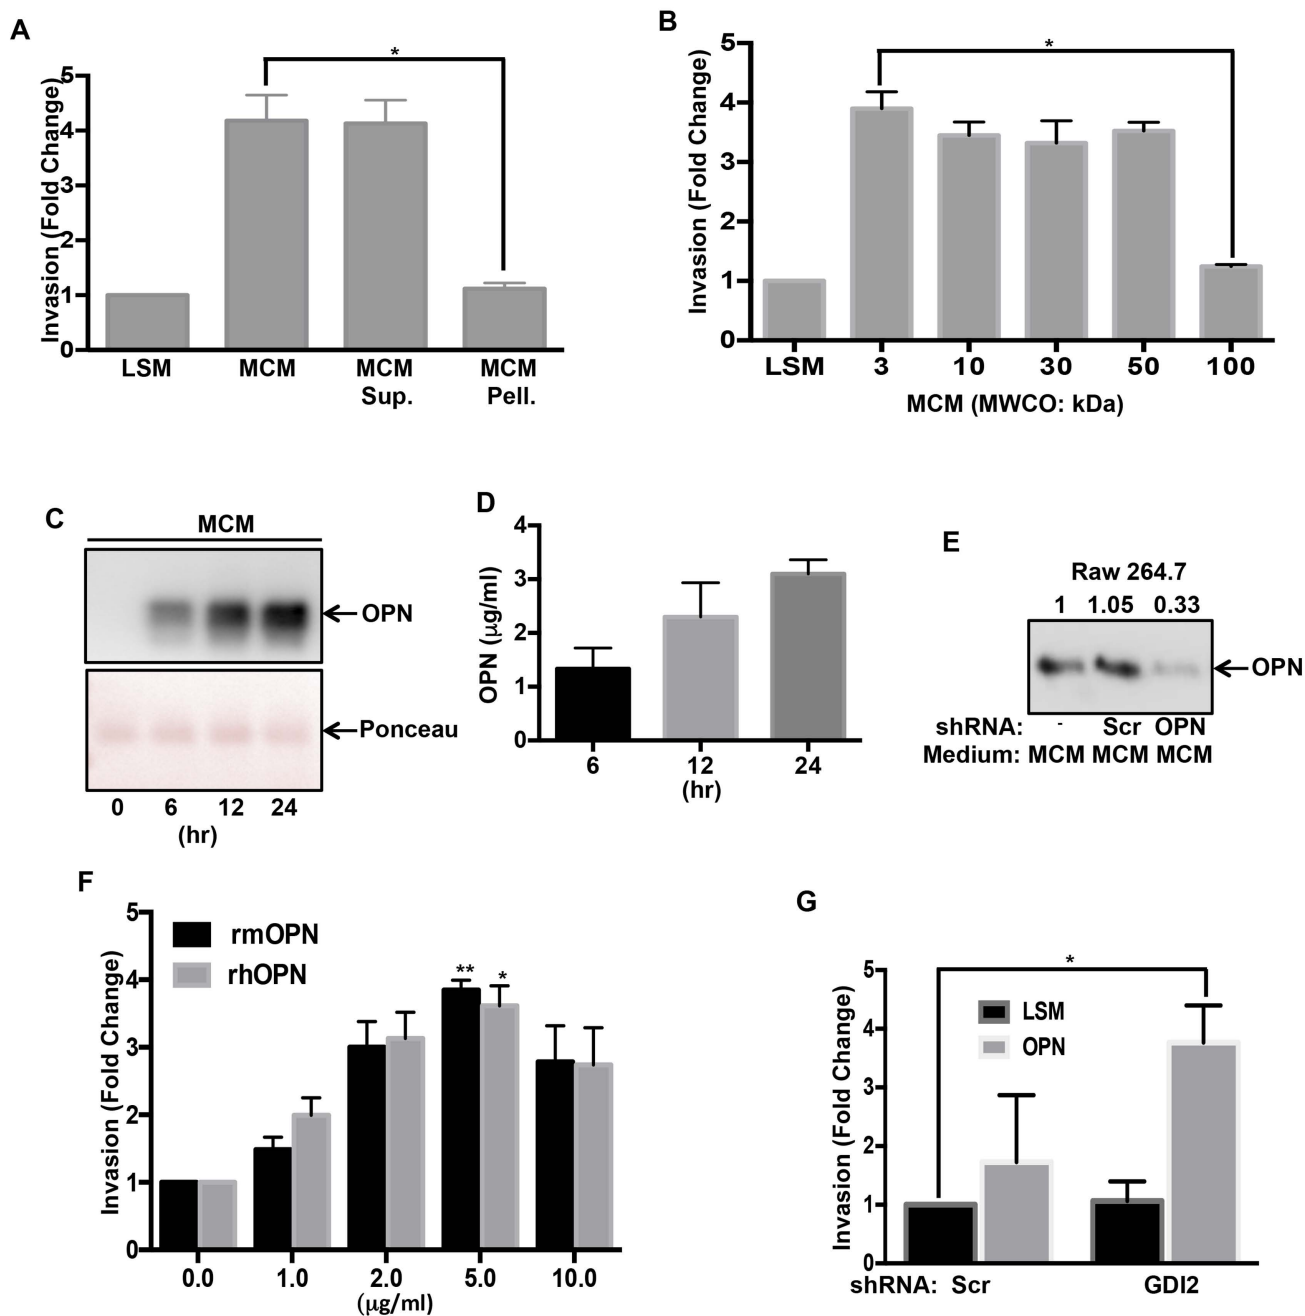 A
*
Invasion (Fold Change)
5
4
3
2
1
0
LSM MCM MCM MCM
Sup. Pell.
B
*
Invasion (Fold Change)
5
4
3
2
1
0
LSM 3 10 30 50 100
MCM (MWCO: kDa)
C
MCM
OPN
Ponceau
0 6 12 24
(hr)
D
OPN (μg/ml)
4
3
2
1
0
6 12 24
(hr)
E
Raw 264.7
1 1.05 0.33
OPN
shRNA: - Scr OPN
Medium: MCM MCM MCM
F
Invasion (Fold Change)
5
4
3
2
1
0
rmOPN
rhOPN
** *
0.0 1.0 2.0 5.0 10.0
(μg/ml)
G
*
Invasion (Fold Change)
5
4
3
2
1
0
LSM
OPN
shRNA: Scr GDI2